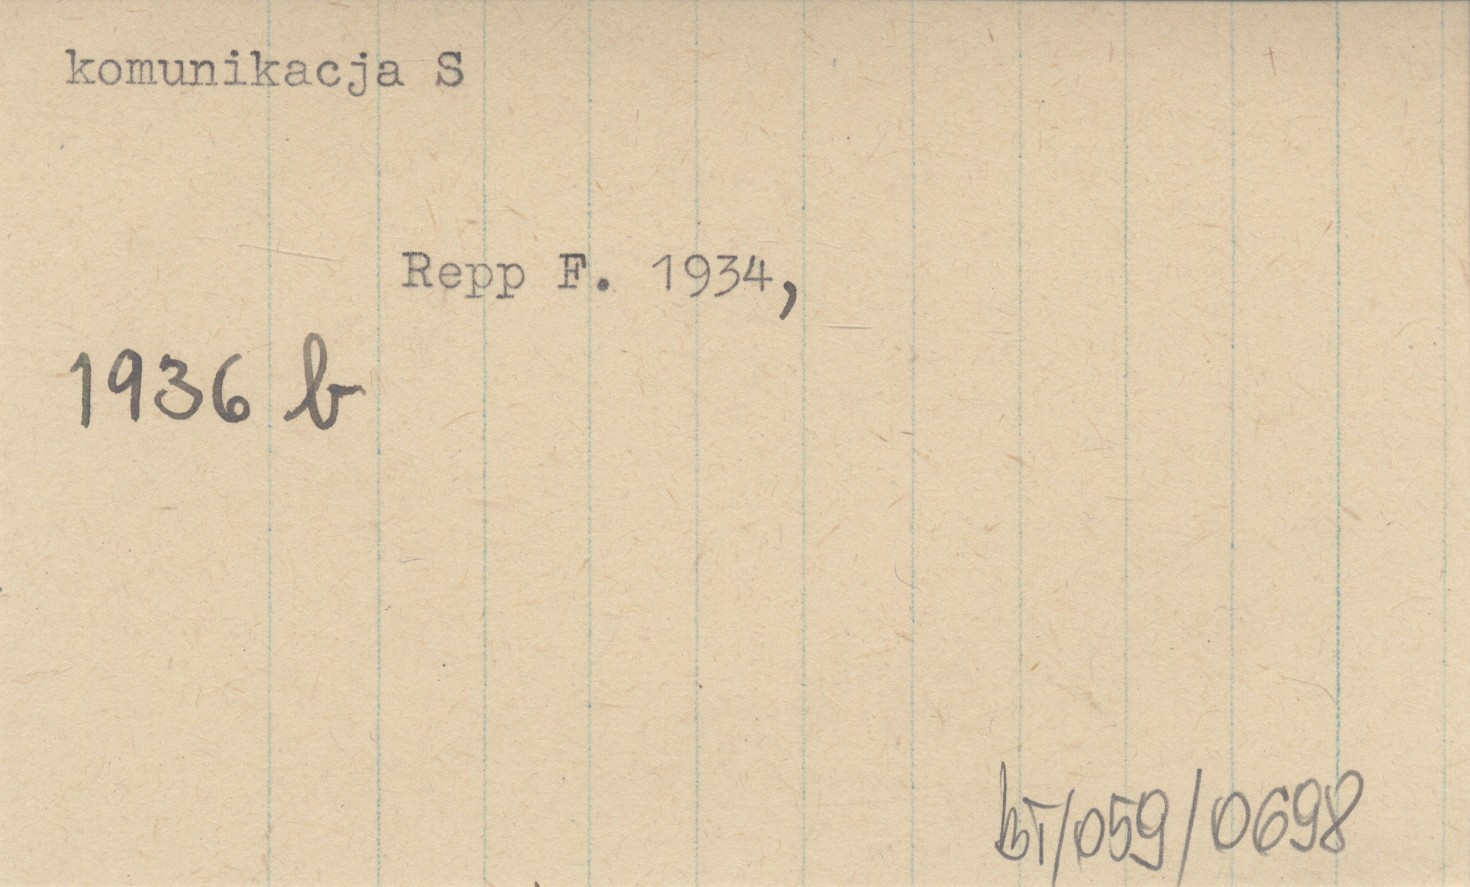 komunikacja S
Repp F. 1934,
1936 b
BT/059/0698